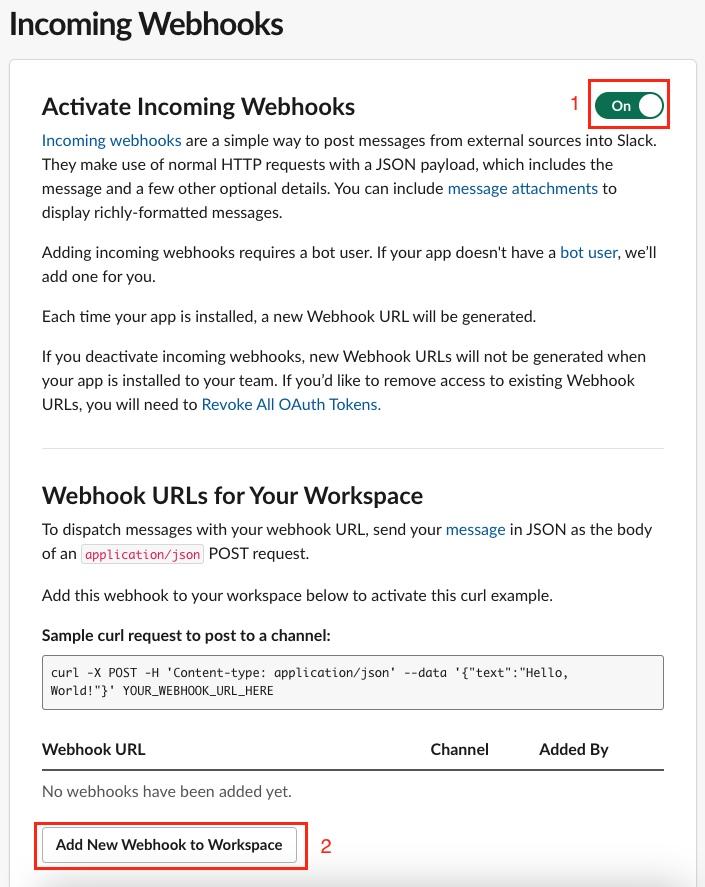 Incoming Webhooks
Activate Incoming Webhooks
1
On
Incoming webhooks are a simple way to post messages from external sources into Slack.
They make use of normal HTTP requests with a JSON payload, which includes the
message and a few other optional details. You can include message attachments to
display richly-formatted messages.
Adding incoming webhooks requires a bot user. If your app doesn't have a bot user, we’ll
add one for you.
Each time your app is installed, a new Webhook URL will be generated.
If you deactivate incoming webhooks, new Webhook URLs will not be generated when
your app is installed to your team. If you’d like to remove access to existing Webhook
URLs, you will need to Revoke All OAuth Tokens.
Webhook URLs for Your Workspace
To dispatch messages with your webhook URL, send your message in JSON as the body
of an application/json POST request.
Add this webhook to your workspace below to activate this curl example.
Sample curl request to post to a channel:
curl -X POST -H 'Content-type: application/json' --data '{"text":"Hello,
World!"}' YOUR_WEBHOOK_URL_HERE
Webhook URL Channel Added By
No webhooks have been added yet.
Add New Webhook to Workspace
2